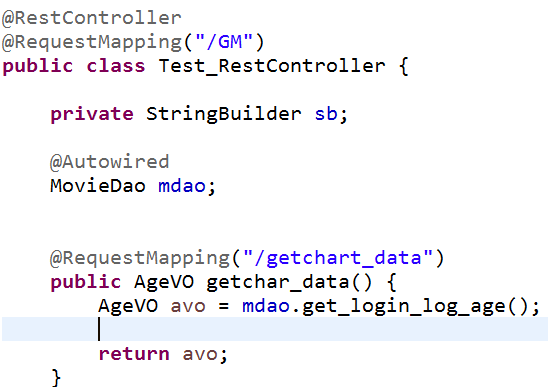 @RestController
@RequestMapping("/GM")
public class Test_RestController {
private StringBuilder sb;
@Autowired
MovieDao mdao;
@RequestMapping("/getchart_data")
public AgeVO getchar_data() {
AgeVO avo = mdao.get_login_log_age();
return avo;
}